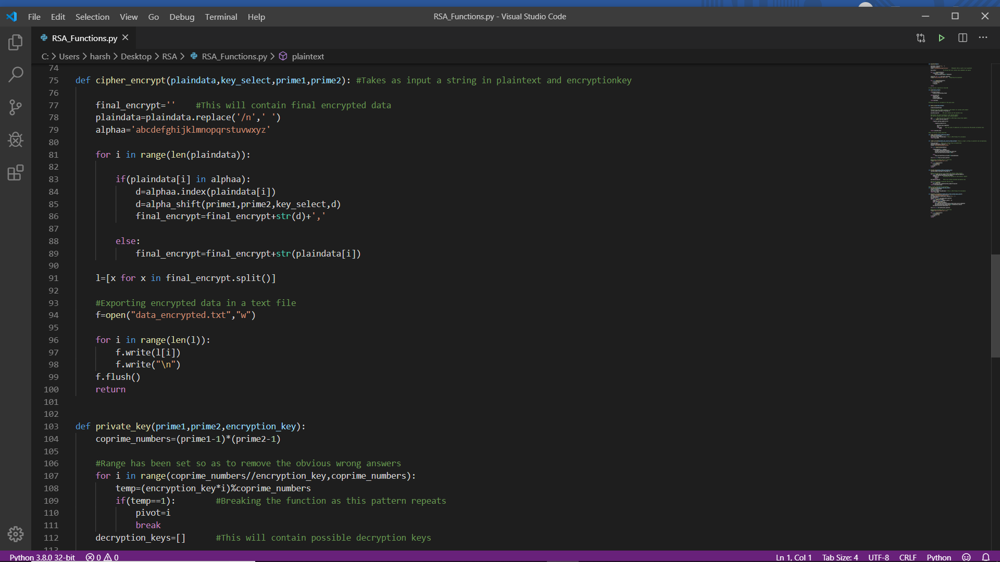 File Edit Selection View Go Debug Terminal Help
RSA_Functions.py - Visual Studio Code
RSA_Functions.py
C: > Users > harsh > Desktop > RSA > RSA_Functions.py > plaintext
74
75 def cipher_encrypt(plaindata,key_select,prime1,prime2): #Takes as input a string in plaintext and encryptionkey
76
77 final_encrypt='' #This will contain final encrypted data
78 plaindata=plaindata.replace('/n',' ')
79 alphaa='abcdefghijklmnopqrstuvwxyz'
80
81 for i in range(len(plaindata)):
82
83 if(plaindata[i] in alphaa):
84 d=alphaa.index(plaindata[i])
85 d=alpha_shift(prime1,prime2,key_select,d)
86 final_encrypt=final_encrypt+str(d)+','
87
88 else:
89 final_encrypt=final_encrypt+str(plaindata[i])
90
91 l=[x for x in final_encrypt.split()]
92
93 #Exporting encrypted data in a text file
94 f=open("data_encrypted.txt","w")
95
96 for i in range(len(l)):
97 f.write(l[i])
98 f.write("\n")
99 f.flush()
100 return
101
102
103 def private_key(prime1,prime2,encryption_key):
104 coprime_numbers=(prime1-1)*(prime2-1)
105
106 #Range has been set so as to remove the obvious wrong answers
107 for i in range(coprime_numbers//encryption_key,coprime_numbers):
108 temp=(encryption_key*i)%coprime_numbers
109 if(temp==1): #Breaking the function as this pattern repeats
110 pivot=i
111 break
112 decryption_keys=[] #This will contain possible decryption keys
113
Python 3.8.0 32-bit 0 0 Ln 1, Col 1 Tab Size: 4 UTF-8 CRLF Python